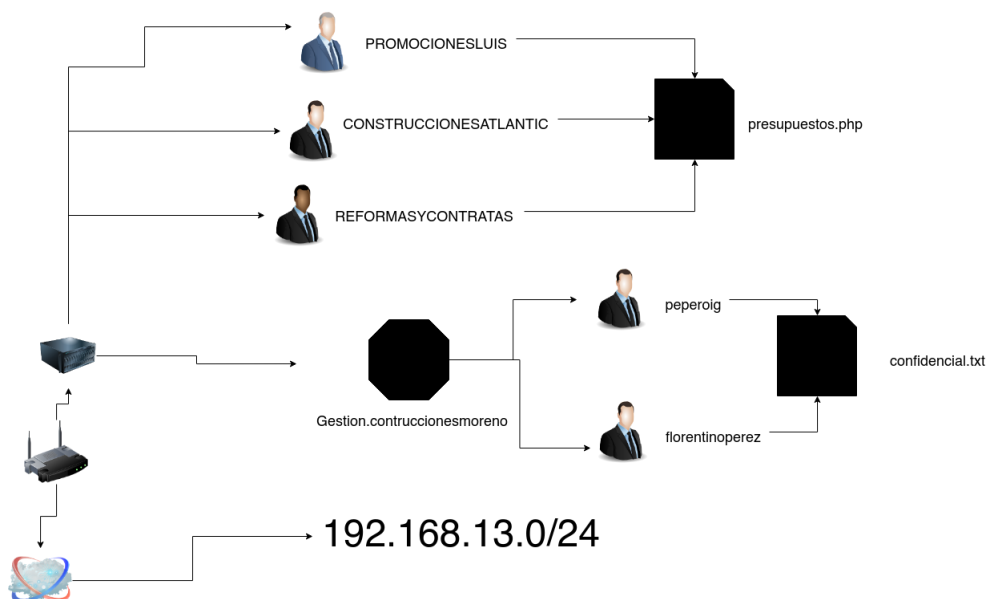 PROMOCIONESLUIS
CONSTRUCCIONESATLANTIC
presupuestos.php
REFORMASYCONTRATAS
peperoig
confidencial.txt
Gestion.contruccionesmoreno
florentinoperez
192.168.13.0/24